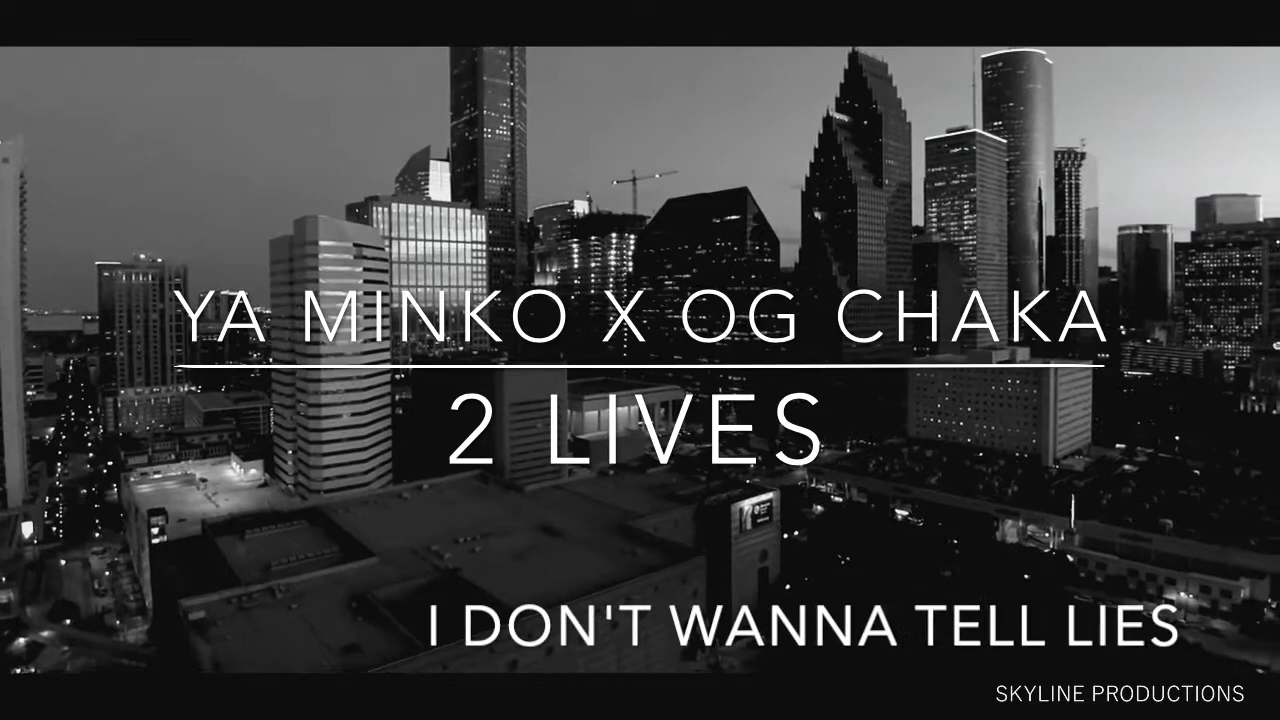 YA MINKO X OG CHAKA
2 LIVES
I DON'T WANNA TELL LIES
SKYLINE PRODUCTIONS